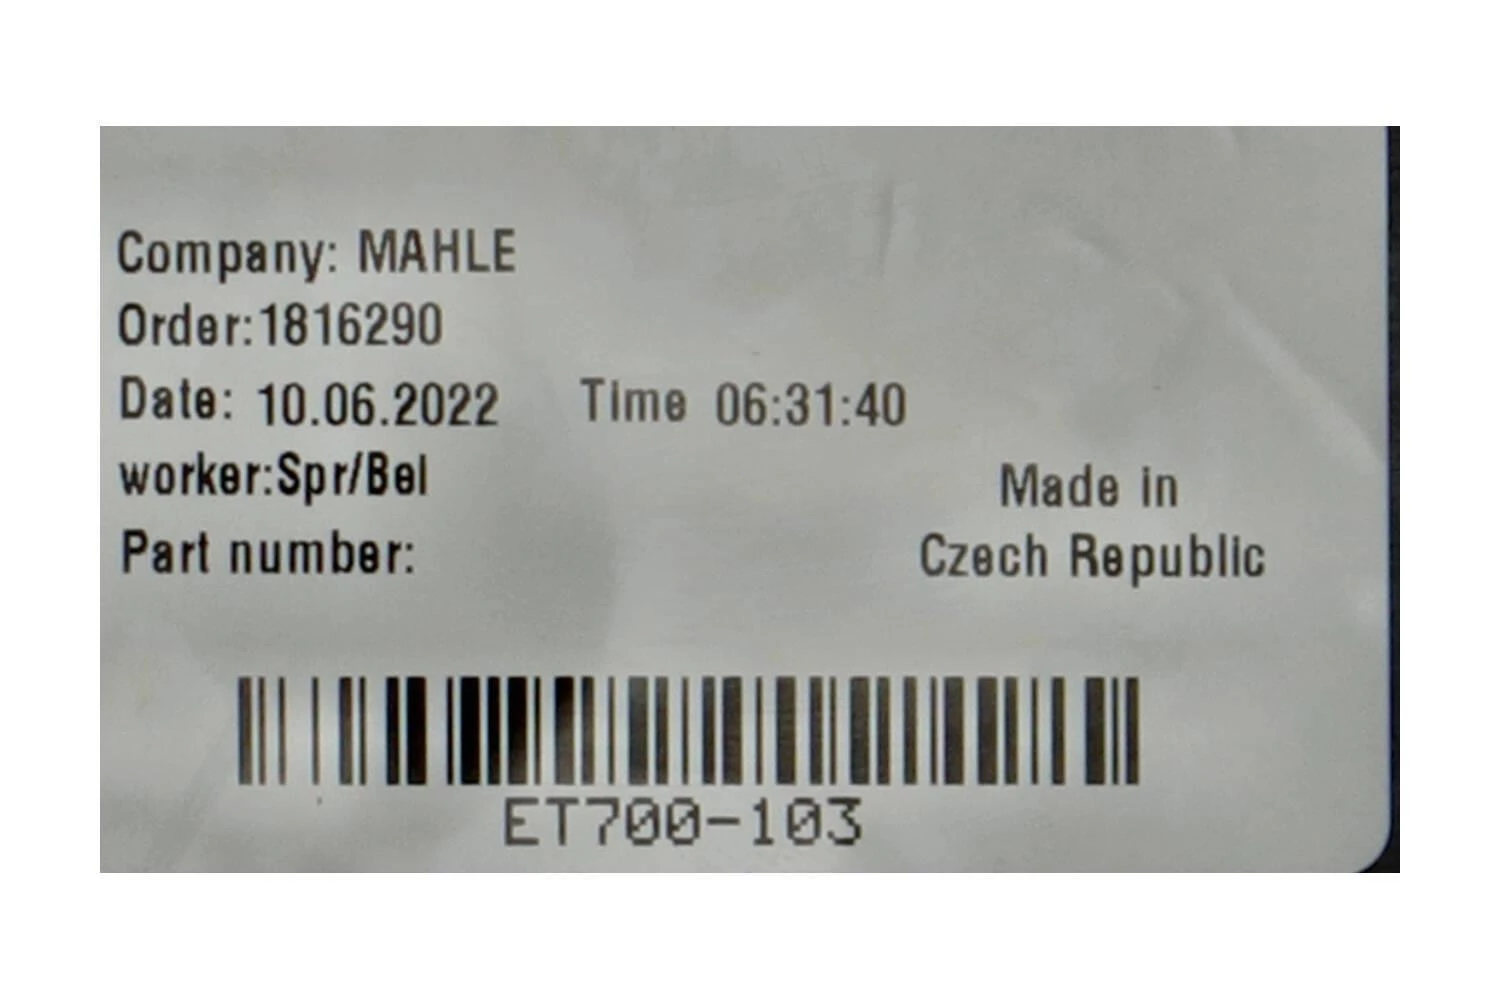 Company: MAHLE
Order:1816290
Date: 10.06.2022 Time 06:31:40
worker:Spr/Bel
Part number:
Made in
Czech Republic
ET700-103